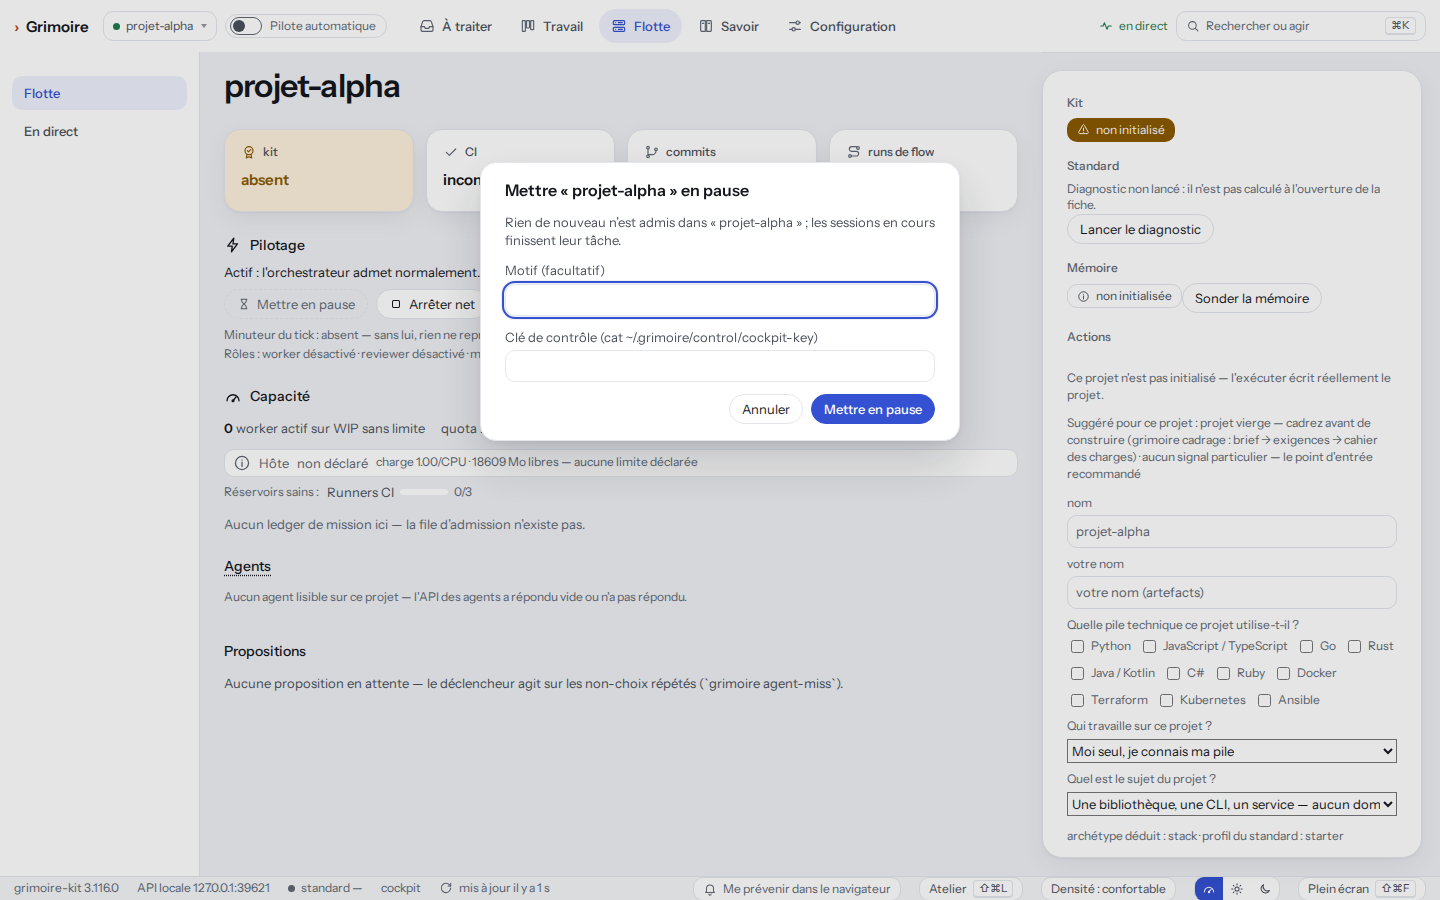 Grimoire
projet-alpha
Pilote automatique
À traiter
Travail
Flotte
Savoir
Configuration
en direct
Rechercher ou agir
⌘K
Flotte
En direct
projet-alpha
kit
absent
CI
commits
runs de flow
Pilotage
Actif : l'orchestrateur admet normalement.
Mettre en pause
Arrêter net
Minuteur du tick : absent — sans lui, rien ne
Rôles : worker désactivé · reviewer désactivé ·
Capacité
0 worker actif sur WIP sans limite
quota
Hôte non déclaré charge 1.00/CPU · 18609 Mo libres — aucune limite déclarée
Réservoirs sains : Runners CI 0/3
Aucun ledger de mission ici — la file d'admission n'existe pas.
Agents
Aucun agent lisible sur ce projet — l'API des agents a répondu vide ou n'a pas répondu.
Propositions
Aucune proposition en attente — le déclencheur agit sur les non-choix répétés (`grimoire agent-miss`).
Mettre « projet-alpha » en pause
Rien de nouveau n'est admis dans « projet-alpha » ; les sessions en cours
finissent leur tâche.
Motif (facultatif)
Clé de contrôle (cat ~/.grimoire/control/cockpit-key)
Annuler
Mettre en pause
Kit
non initialisé
Standard
Diagnostic non lancé : il n'est pas calculé à l'ouverture de la
fiche.
Lancer le diagnostic
Mémoire
non initialisée
Sonder la mémoire
Actions
Ce projet n'est pas initialisé — l'exécuter écrit réellement le
projet.
Suggéré pour ce projet : projet vierge — cadrez avant de
construire (grimoire cadrage : brief → exigences → cahier
des charges) · aucun signal particulier — le point d'entrée
recommandé
nom
projet-alpha
votre nom
votre nom (artefacts)
Quelle pile technique ce projet utilise-t-il ?
Python JavaScript / TypeScript Go Rust
Java / Kotlin C# Ruby Docker
Terraform Kubernetes Ansible
Qui travaille sur ce projet ?
Moi seul, je connais ma pile
Quel est le sujet du projet ?
Une bibliothèque, une CLI, un service — aucun dom
archétype déduit : stack · profil du standard : starter
grimoire-kit 3.116.0
API locale 127.0.0.1:39621
standard —
cockpit
mis à jour il y a 1 s
Me prévenir dans le navigateur
Atelier ⇧⌘L
Densité : confortable
Plein écran ⇧⌘F